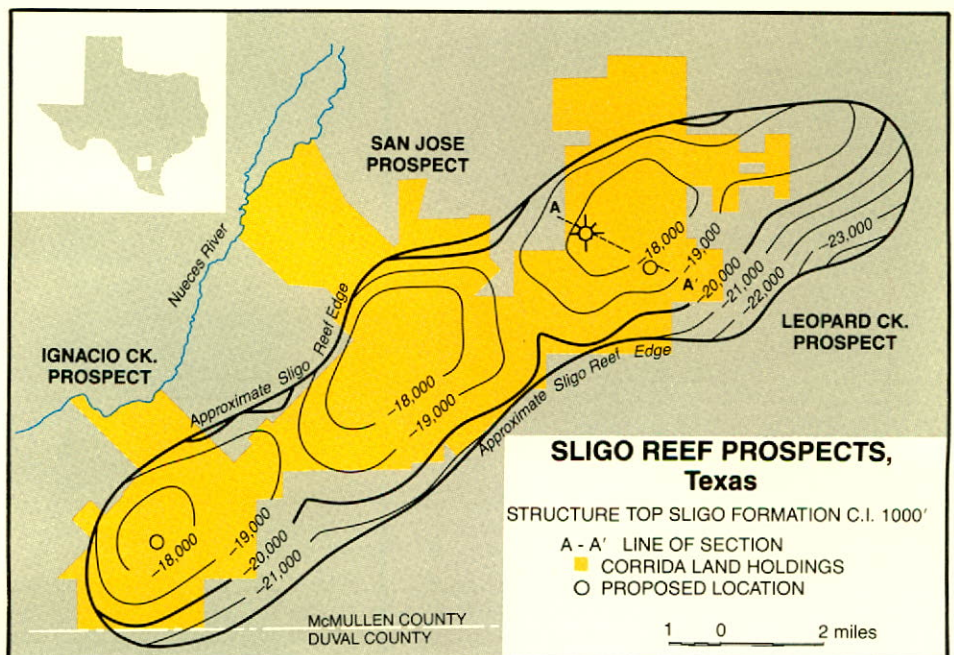 SAN JOSE
PROSPECT
Nueces River
A
-18,000
-19,000
A'
-20,000
-21,000
-22,000
-23,000
LEOPARD CK.
PROSPECT
IGNACIO CK.
PROSPECT
Approximate Sligo Reef Edge
-18,000
-19,000
Approximate Sligo Reef Edge
-18,000
-19,000
-20,000
-21,000
McMULLEN COUNTY
DUVAL COUNTY
SLIGO REEF PROSPECTS,
Texas
STRUCTURE TOP SLIGO FORMATION C.I. 1000'
A - A' LINE OF SECTION
CORRIDA LAND HOLDINGS
PROPOSED LOCATION
1 0 2 miles